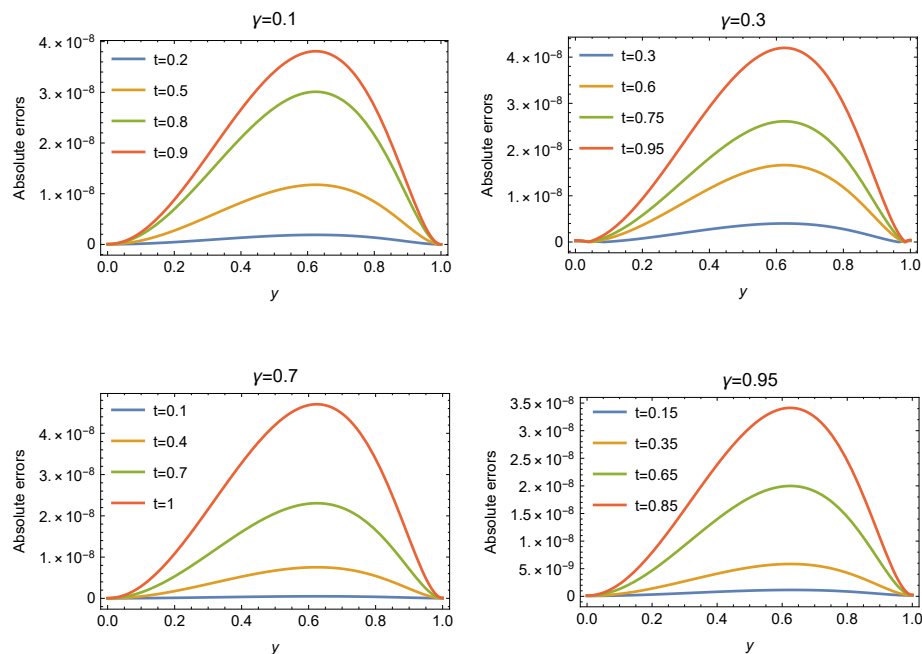 γ=0.1
4.×10⁻⁸
3.×10⁻⁸
2.×10⁻⁸
1.×10⁻⁸
0
Absolute errors
t=0.2
t=0.5
t=0.8
t=0.9
0.0 0.2 0.4 0.6 0.8 1.0
y
γ=0.3
4.×10⁻⁸
3.×10⁻⁸
2.×10⁻⁸
1.×10⁻⁸
0
Absolute errors
t=0.3
t=0.6
t=0.75
t=0.95
0.0 0.2 0.4 0.6 0.8 1.0
y
γ=0.7
4.×10⁻⁸
3.×10⁻⁸
2.×10⁻⁸
1.×10⁻⁸
0
Absolute errors
t=0.1
t=0.4
t=0.7
t=1
0.0 0.2 0.4 0.6 0.8 1.0
y
γ=0.95
3.5×10⁻⁸
3.×10⁻⁸
2.5×10⁻⁸
2.×10⁻⁸
1.5×10⁻⁸
1.×10⁻⁸
5.×10⁻⁹
0
Absolute errors
t=0.15
t=0.35
t=0.65
t=0.85
0.0 0.2 0.4 0.6 0.8 1.0
y